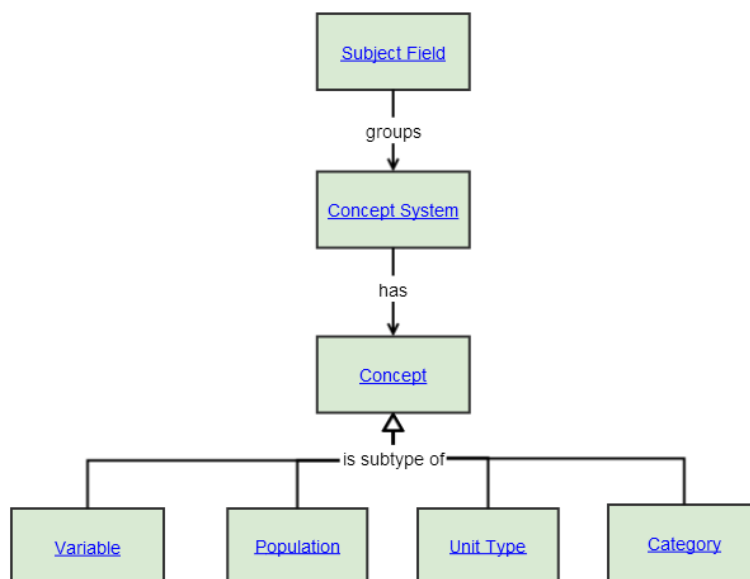 Subject Field
groups
Concept System
has
Concept
is subtype of
Variable
Population
Unit Type
Category